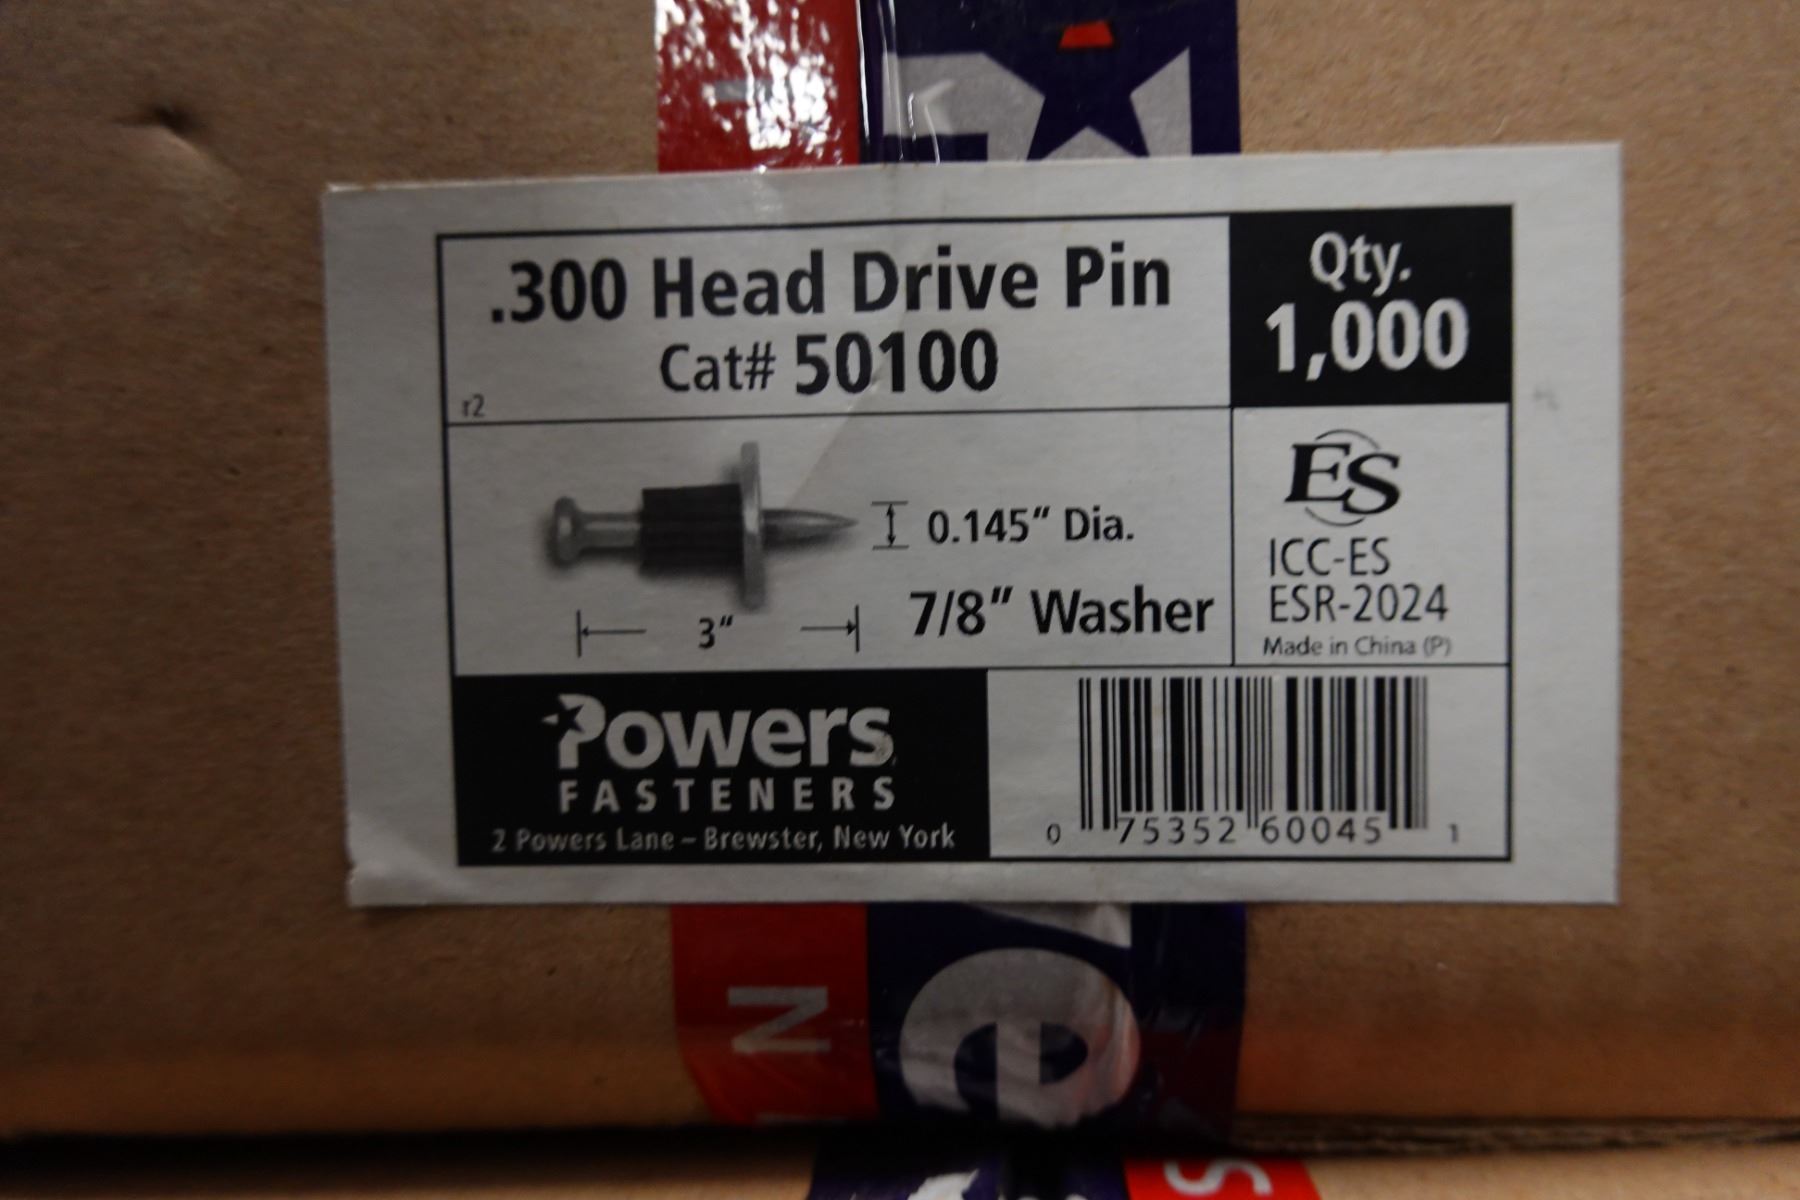 .300 Head Drive Pin
Cat# 50100
r2
Qty.
1,000
0.145" Dia.
3"
7/8" Washer
ES
ICC-ES
ESR-2024
Made in China (P)
Powers
FASTENERS
2 Powers Lane – Brewster, New York
0 75352 60045 1
N
e
S